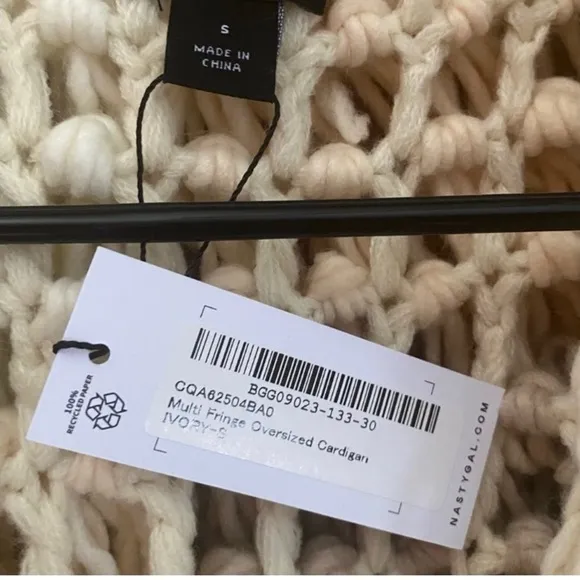 S
MADE IN
CHINA
100%
RECYCLED PAPER
BGG09023-133-30
CQA62504BA0
Multi Fringe Oversized Cardigan
IVORY-S
NASTYGAL.COM